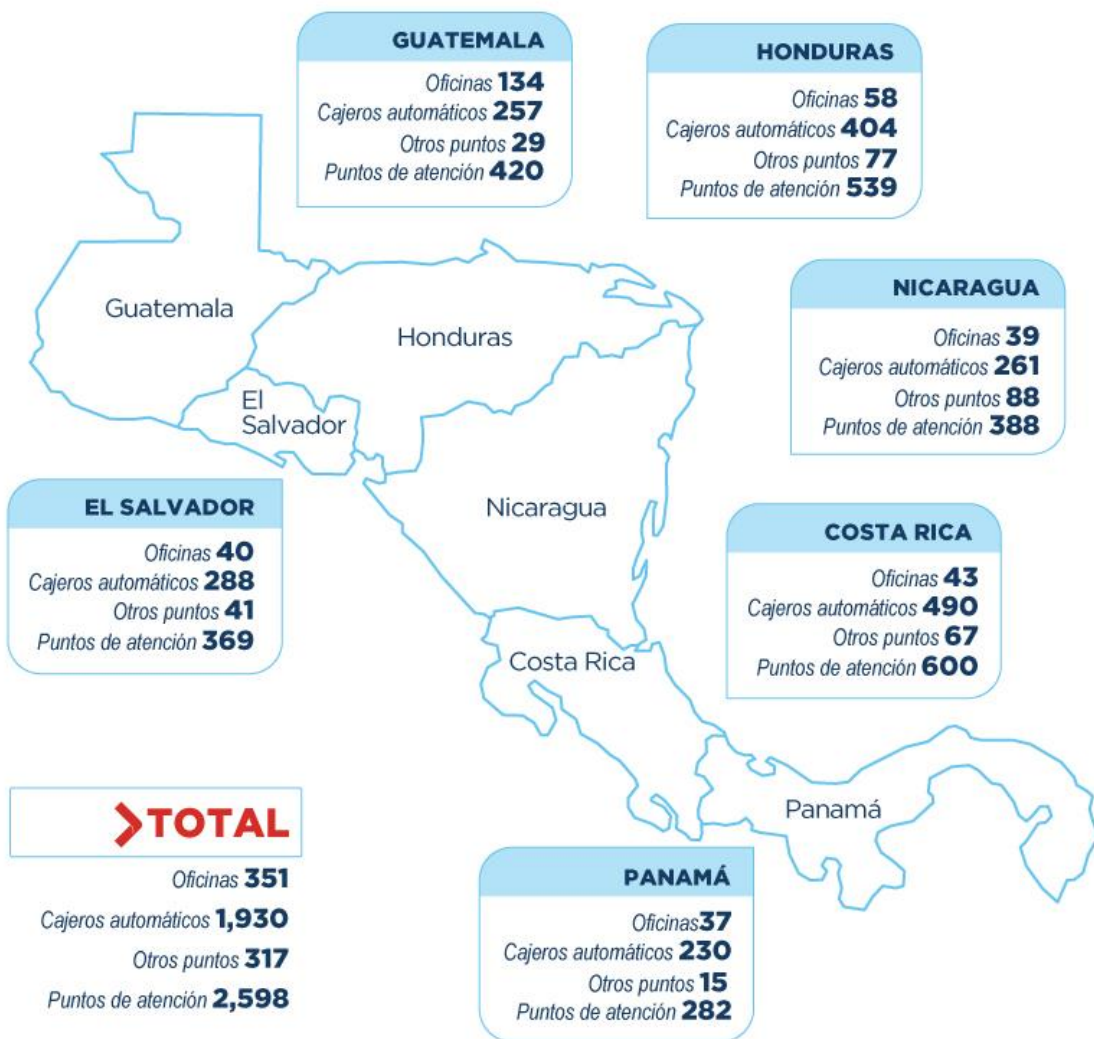 GUATEMALA
Oficinas 134
Cajeros automáticos 257
Otros puntos 29
Puntos de atención 420
HONDURAS
Oficinas 58
Cajeros automáticos 404
Otros puntos 77
Puntos de atención 539
NICARAGUA
Oficinas 39
Cajeros automáticos 261
Otros puntos 88
Puntos de atención 388
Guatemala
Honduras
El
Salvador
Nicaragua
Costa Rica
Panamá
EL SALVADOR
Oficinas 40
Cajeros automáticos 288
Otros puntos 41
Puntos de atención 369
COSTA RICA
Oficinas 43
Cajeros automáticos 490
Otros puntos 67
Puntos de atención 600
TOTAL
Oficinas 351
Cajeros automáticos 1,930
Otros puntos 317
Puntos de atención 2,598
PANAMÁ
Oficinas37
Cajeros automáticos 230
Otros puntos 15
Puntos de atención 282